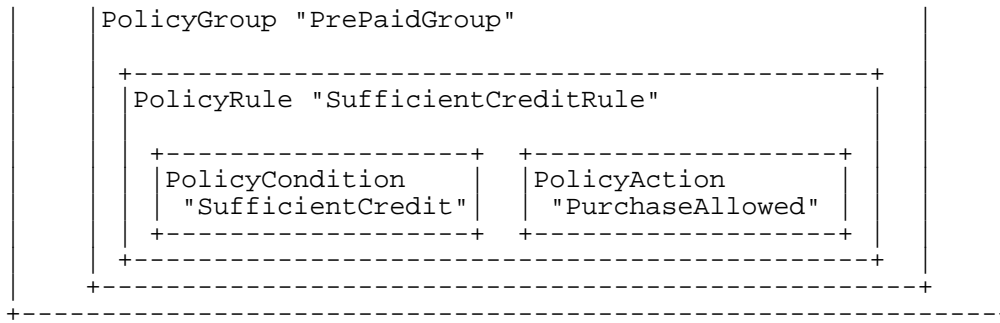 PolicyGroup "PrePaidGroup"
PolicyRule "SufficientCreditRule"
PolicyCondition PolicyAction
"SufficientCredit" "PurchaseAllowed"